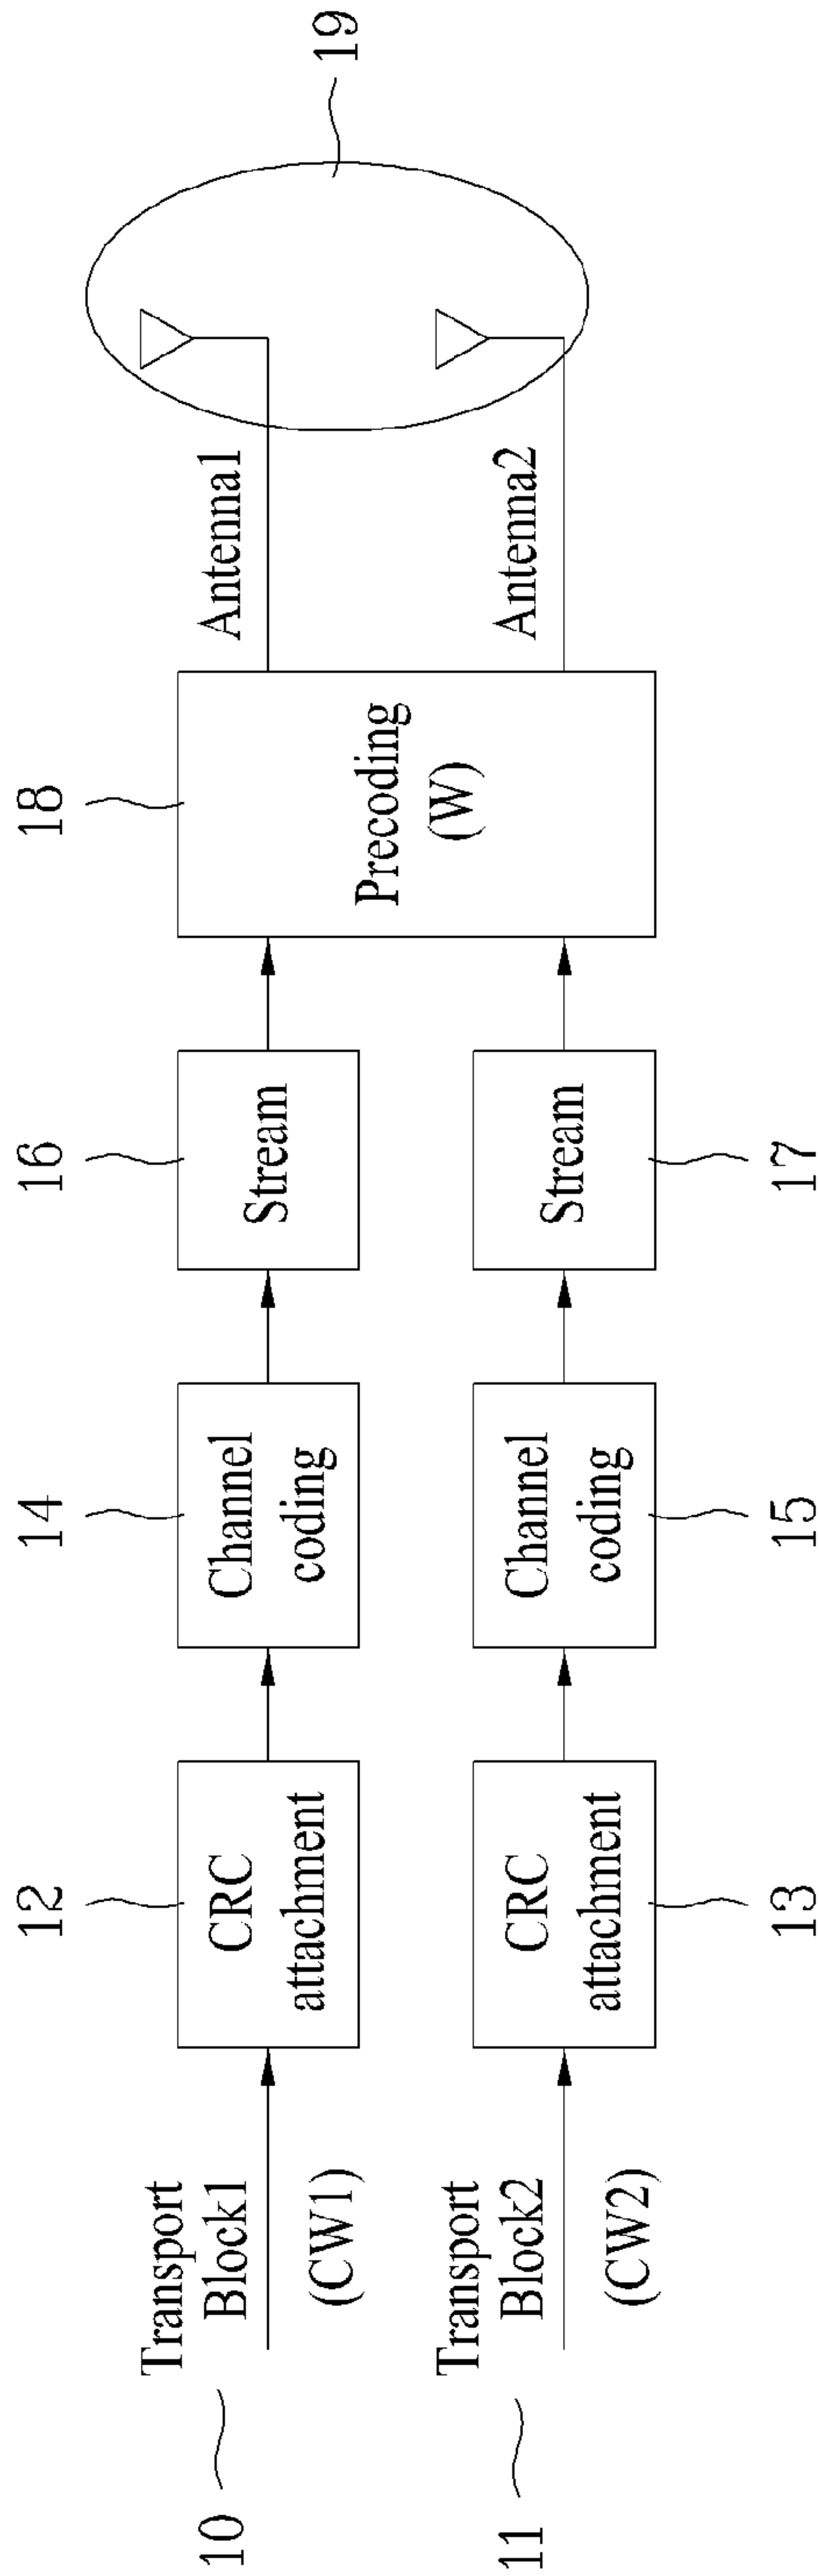 10
Transport
Block1
(CW1)
12
CRC
attachment
14
Channel
coding
16
Stream
18
Precoding
(W)
Antenna1
19
11
Transport
Block2
(CW2)
13
CRC
attachment
15
Channel
coding
17
Stream
Antenna2